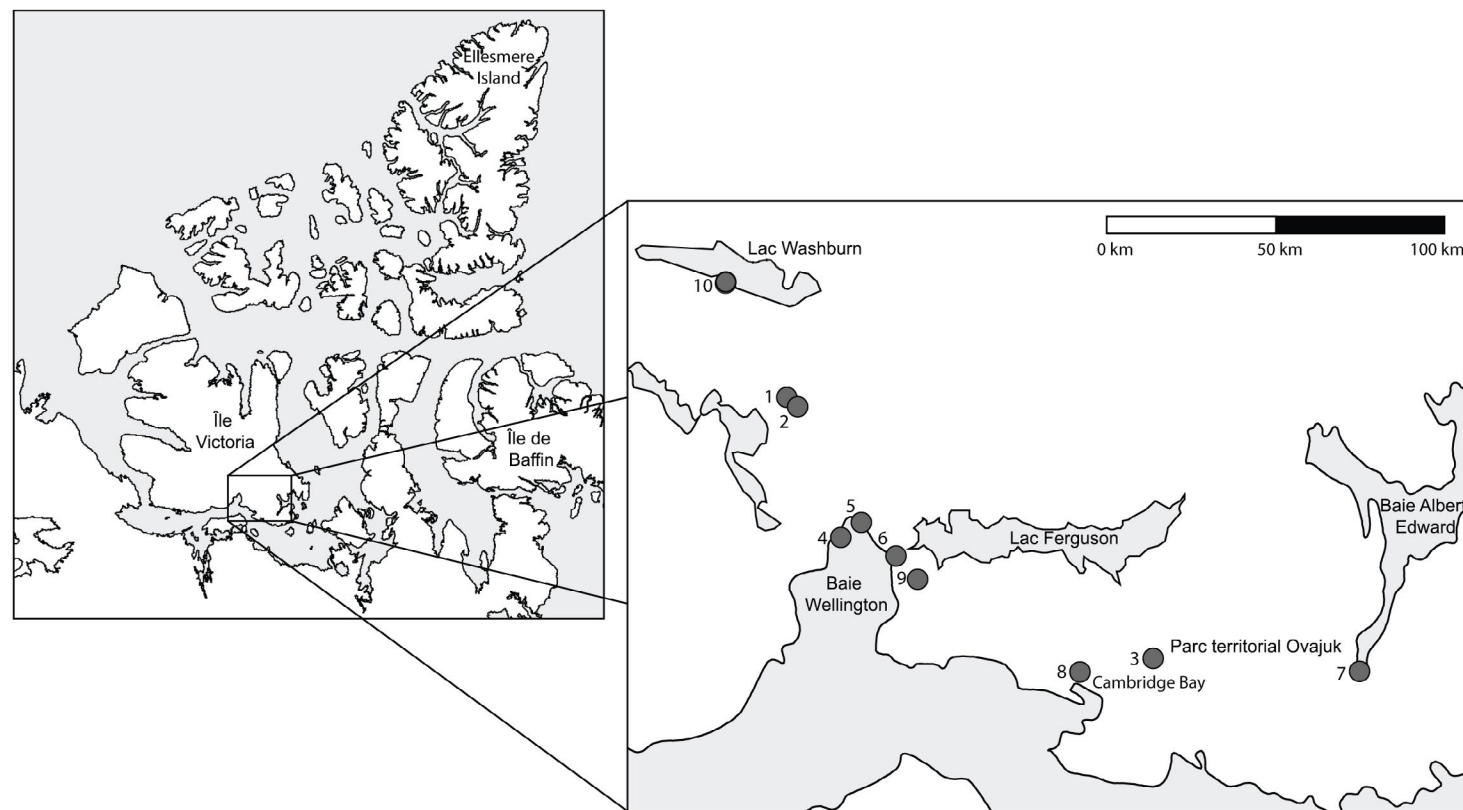 Ellesmere
Island
Île
Victoria
Île de
Baffin
0 km
50 km
100 km
Lac Washburn
10
1
2
5
4
6
9
Lac Ferguson
Baie
Wellington
Baie Albert
Edward
Parc territorial Ovajuk
3
7
8
Cambridge Bay